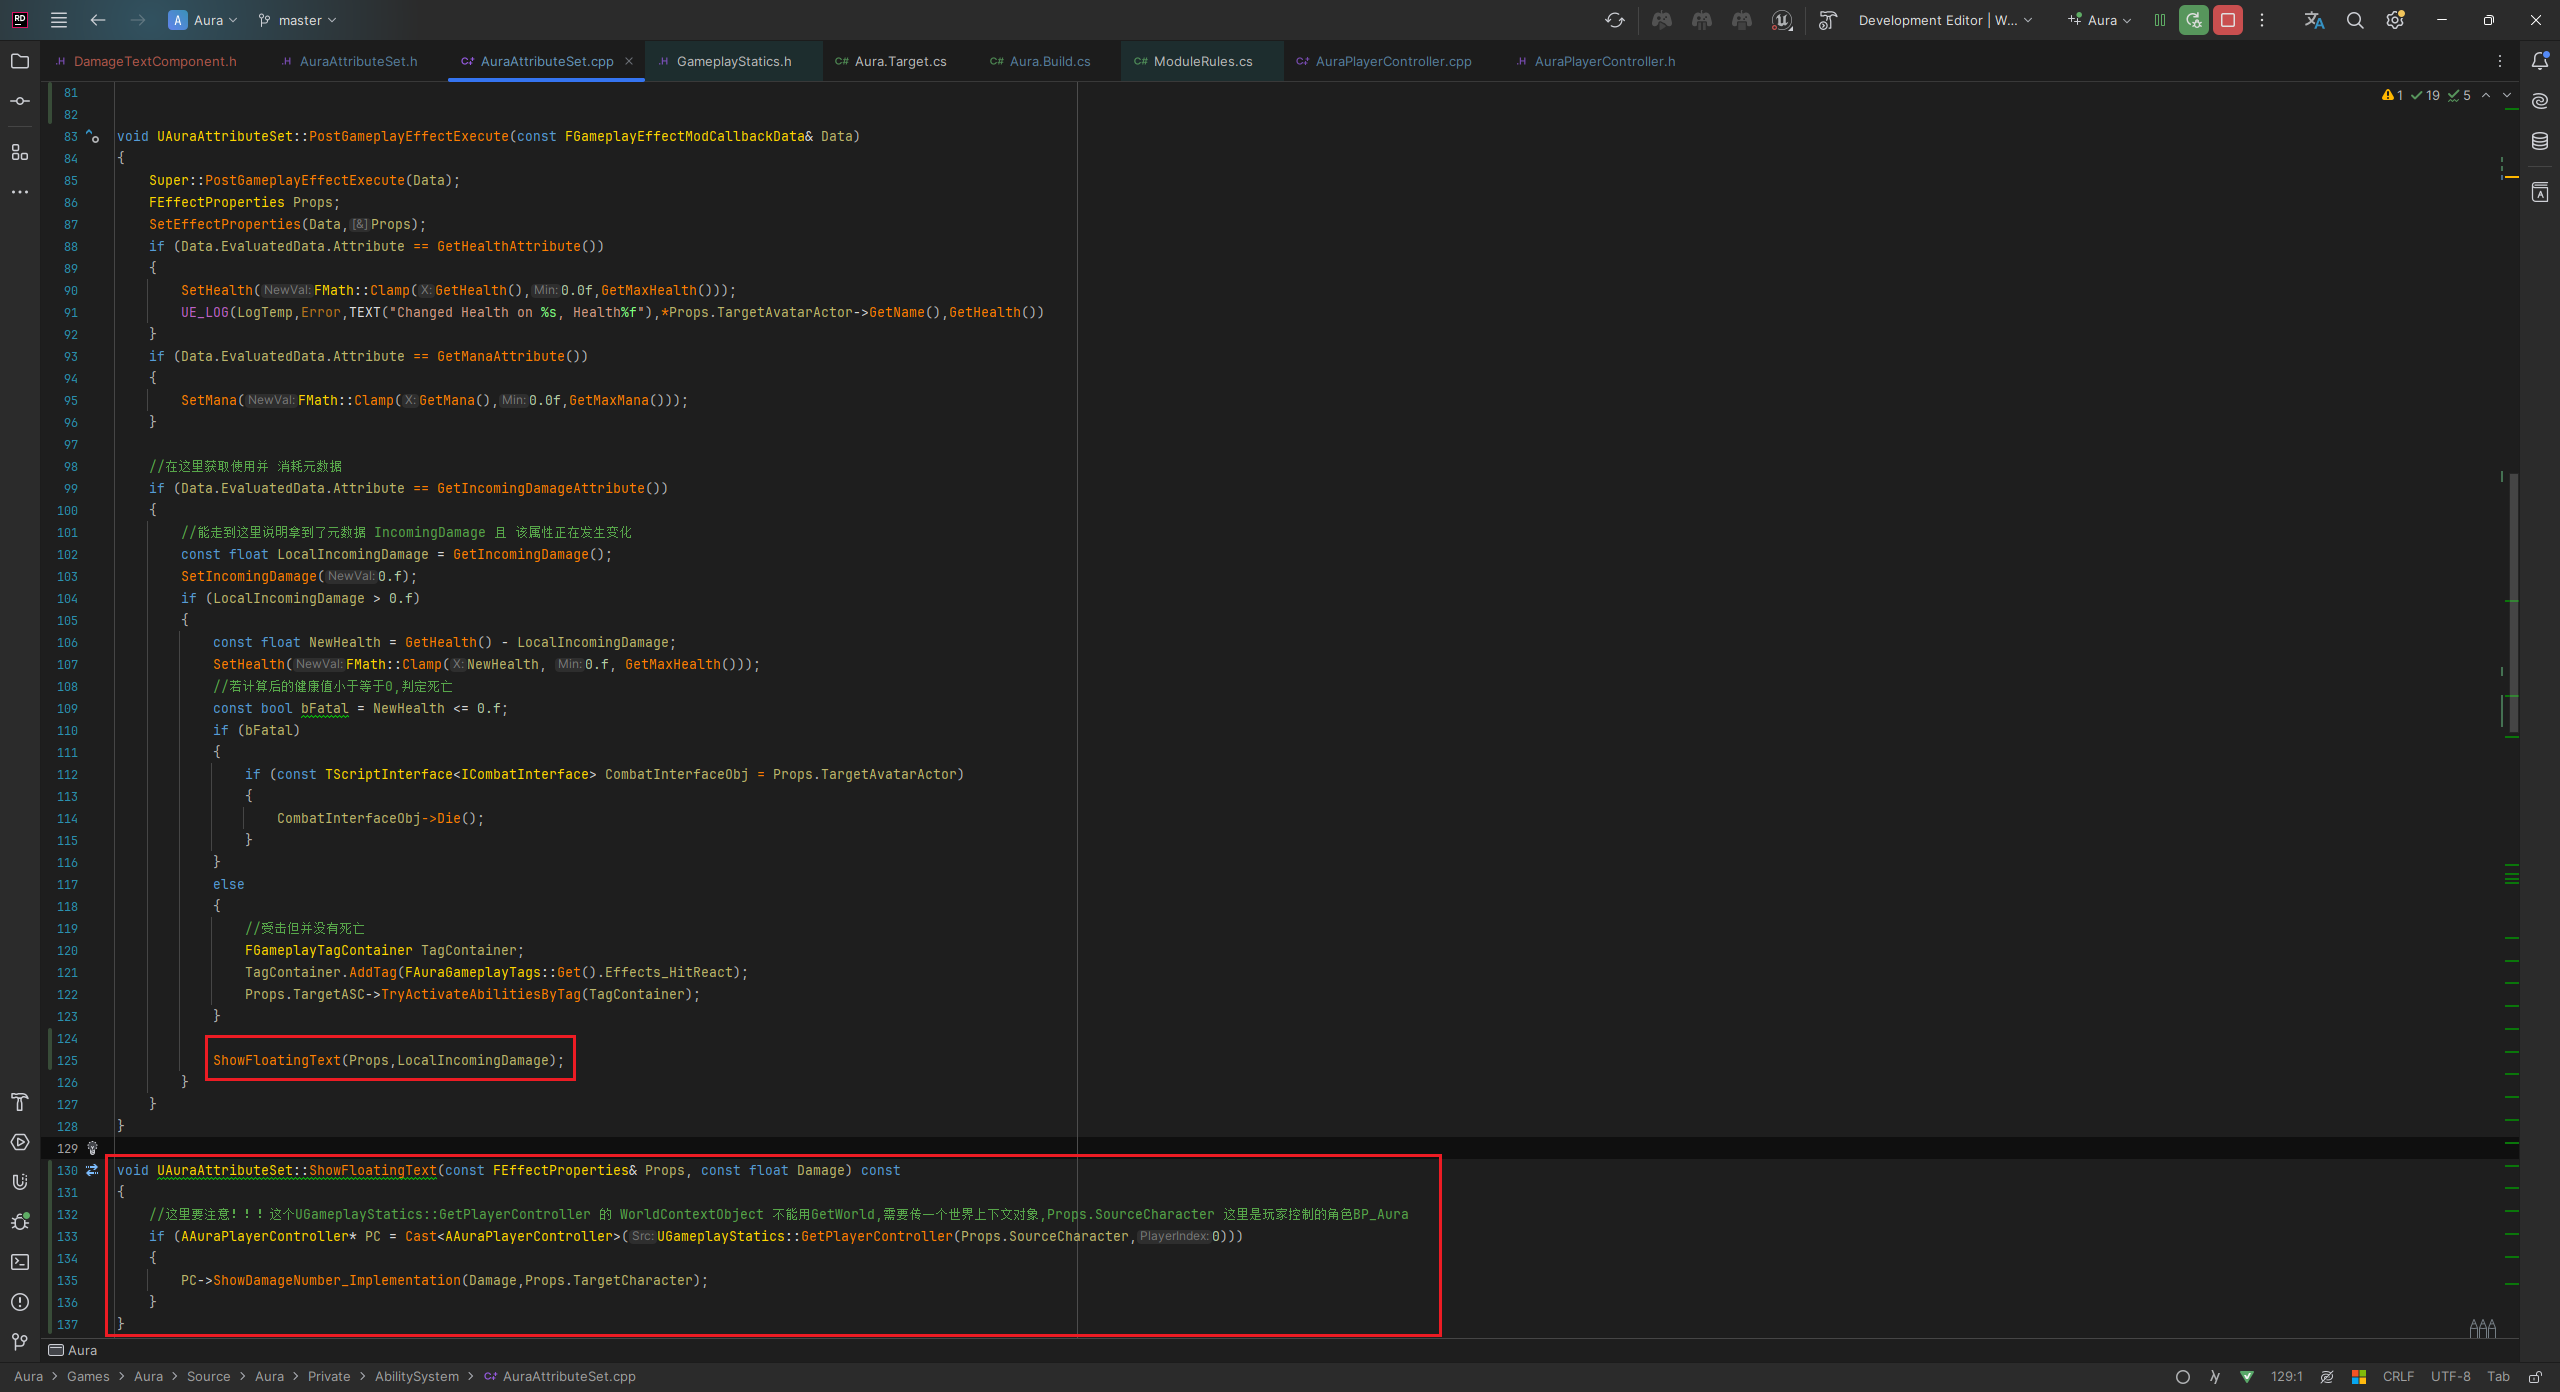 Aura master Development Editor | W... Aura
DamageTextComponent.h AuraAttributeSet.h AuraAttributeSet.cpp GameplayStatics.h Aura.Target.cs Aura.Build.cs ModuleRules.cs AuraPlayerController.cpp AuraPlayerController.h
1 19 5
81
82
83 void UAuraAttributeSet::PostGameplayEffectExecute(const FGameplayEffectModCallbackData& Data)
84 {
85 Super::PostGameplayEffectExecute(Data);
86 FEffectProperties Props;
87 SetEffectProperties(Data,[&]Props);
88 if (Data.EvaluatedData.Attribute == GetHealthAttribute())
89 {
90 SetHealth(NewVal:FMath::Clamp(X:GetHealth(),Min:0.0f,GetMaxHealth()));
91 UE_LOG(LogTemp,Error,TEXT("Changed Health on %s, Health%f"),*Props.TargetAvatarActor->GetName(),GetHealth())
92 }
93 if (Data.EvaluatedData.Attribute == GetManaAttribute())
94 {
95 SetMana(NewVal:FMath::Clamp(X:GetMana(),Min:0.0f,GetMaxMana()));
96 }
97
98 //在这里获取使用并 消耗元数据
99 if (Data.EvaluatedData.Attribute == GetIncomingDamageAttribute())
100 {
101 //能走到这里说明拿到了元数据 IncomingDamage 且 该属性正在发生变化
102 const float LocalIncomingDamage = GetIncomingDamage();
103 SetIncomingDamage(NewVal:0.f);
104 if (LocalIncomingDamage > 0.f)
105 {
106 const float NewHealth = GetHealth() - LocalIncomingDamage;
107 SetHealth(NewVal:FMath::Clamp(X:NewHealth, Min:0.f, GetMaxHealth()));
108 //若计算后的健康值小于等于0,判定死亡
109 const bool bFatal = NewHealth <= 0.f;
110 if (bFatal)
111 {
112 if (const TScriptInterface<ICombatInterface> CombatInterfaceObj = Props.TargetAvatarActor)
113 {
114 CombatInterfaceObj->Die();
115 }
116 }
117 else
118 {
119 //受击但并没有死亡
120 FGameplayTagContainer TagContainer;
121 TagContainer.AddTag(FAuraGameplayTags::Get().Effects_HitReact);
122 Props.TargetASC->TryActivateAbilitiesByTag(TagContainer);
123 }
124
125 ShowFloatingText(Props,LocalIncomingDamage);
126 }
127 }
128 }
129
130 void UAuraAttributeSet::ShowFloatingText(const FEffectProperties& Props, const float Damage) const
131 {
132 //这里要注意!!!这个UGameplayStatics::GetPlayerController 的 WorldContextObject 不能用GetWorld,需要传一个世界上下文对象,Props.SourceCharacter 这里是玩家控制的角色BP_Aura
133 if (AAuraPlayerController* PC = Cast<AAuraPlayerController>(Src:UGameplayStatics::GetPlayerController(Props.SourceCharacter,PlayerIndex:0)))
134 {
135 PC->ShowDamageNumber_Implementation(Damage,Props.TargetCharacter);
136 }
137 }
Aura
Aura > Games > Aura > Source > Aura > Private > AbilitySystem > AuraAttributeSet.cpp 129:1 CRLF UTF-8 Tab